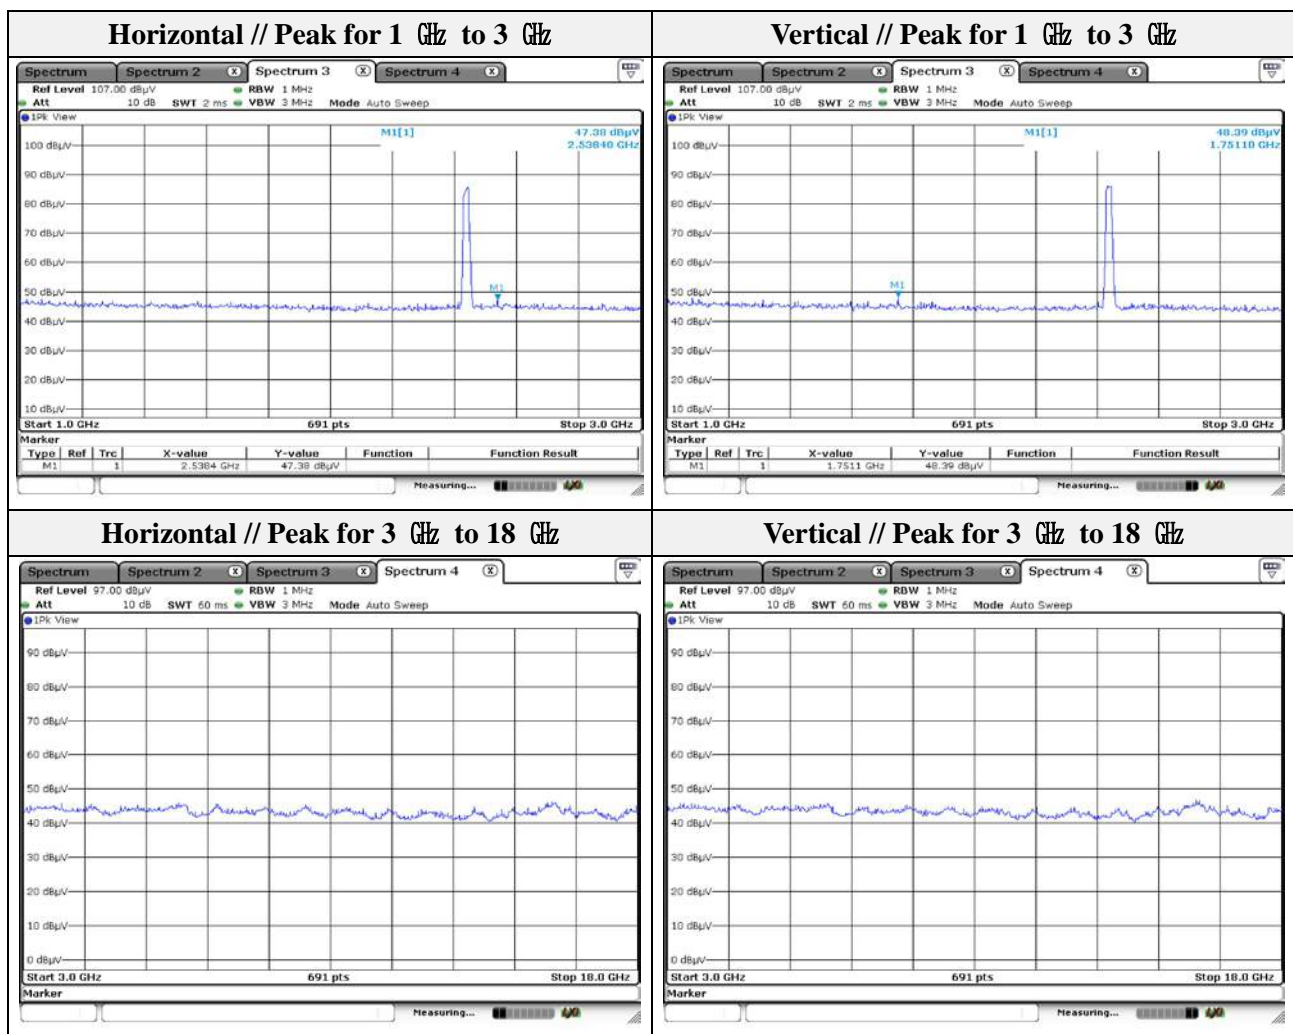 Horizontal // Peak for 1 ㎓ to 3 ㎓
Spectrum Spectrum 2 Spectrum 3 Spectrum 4
Ref Level 107.00 dBµV RBW 1 MHz
Att 10 dB SWT 2 ms VBW 3 MHz Mode Auto Sweep
1Pk View
M1[1] 47.38 dBµV
2.53840 GHz
100 dBµV
90 dBµV
80 dBµV
70 dBµV
60 dBµV
50 dBµV
M1
40 dBµV
30 dBµV
20 dBµV
10 dBµV
Start 1.0 GHz 691 pts Stop 3.0 GHz
Marker
Type Ref Trc X-value Y-value Function Function Result
M1 1 2.5384 GHz 47.38 dBµV
Measuring...
Vertical // Peak for 1 ㎓ to 3 ㎓
Spectrum Spectrum 2 Spectrum 3 Spectrum 4
Ref Level 107.00 dBµV RBW 1 MHz
Att 10 dB SWT 2 ms VBW 3 MHz Mode Auto Sweep
1Pk View
M1[1] 48.39 dBµV
1.75110 GHz
100 dBµV
90 dBµV
80 dBµV
70 dBµV
60 dBµV
M1
50 dBµV
40 dBµV
30 dBµV
20 dBµV
10 dBµV
Start 1.0 GHz 691 pts Stop 3.0 GHz
Marker
Type Ref Trc X-value Y-value Function Function Result
M1 1 1.7511 GHz 48.39 dBµV
Measuring...
Horizontal // Peak for 3 ㎓ to 18 ㎓
Spectrum Spectrum 2 Spectrum 3 Spectrum 4
Ref Level 97.00 dBµV RBW 1 MHz
Att 10 dB SWT 60 ms VBW 3 MHz Mode Auto Sweep
1Pk View
90 dBµV
80 dBµV
70 dBµV
60 dBµV
50 dBµV
40 dBµV
30 dBµV
20 dBµV
10 dBµV
0 dBµV
Start 3.0 GHz 691 pts Stop 18.0 GHz
Marker
Measuring...
Vertical // Peak for 3 ㎓ to 18 ㎓
Spectrum Spectrum 2 Spectrum 3 Spectrum 4
Ref Level 97.00 dBµV RBW 1 MHz
Att 10 dB SWT 60 ms VBW 3 MHz Mode Auto Sweep
1Pk View
90 dBµV
80 dBµV
70 dBµV
60 dBµV
50 dBµV
40 dBµV
30 dBµV
20 dBµV
10 dBµV
0 dBµV
Start 3.0 GHz 691 pts Stop 18.0 GHz
Marker
Measuring...